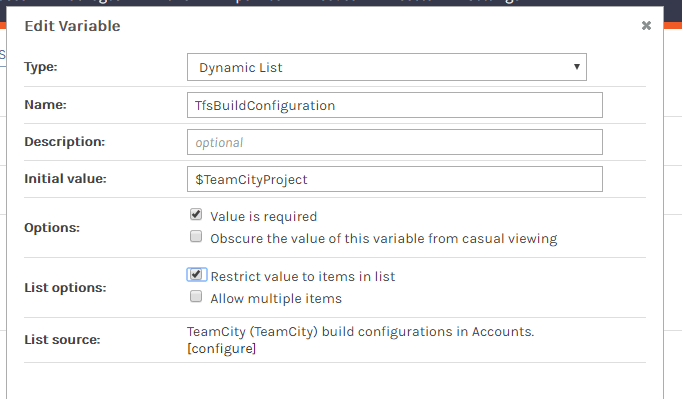 Edit Variable
Type: Dynamic List
Name: TfsBuildConfiguration
Description: optional
Initial value: $TeamCityProject
Options: Value is required
Obscure the value of this variable from casual viewing
List options: Restrict value to items in list
Allow multiple items
List source: TeamCity (TeamCity) build configurations in Accounts.
[configure]